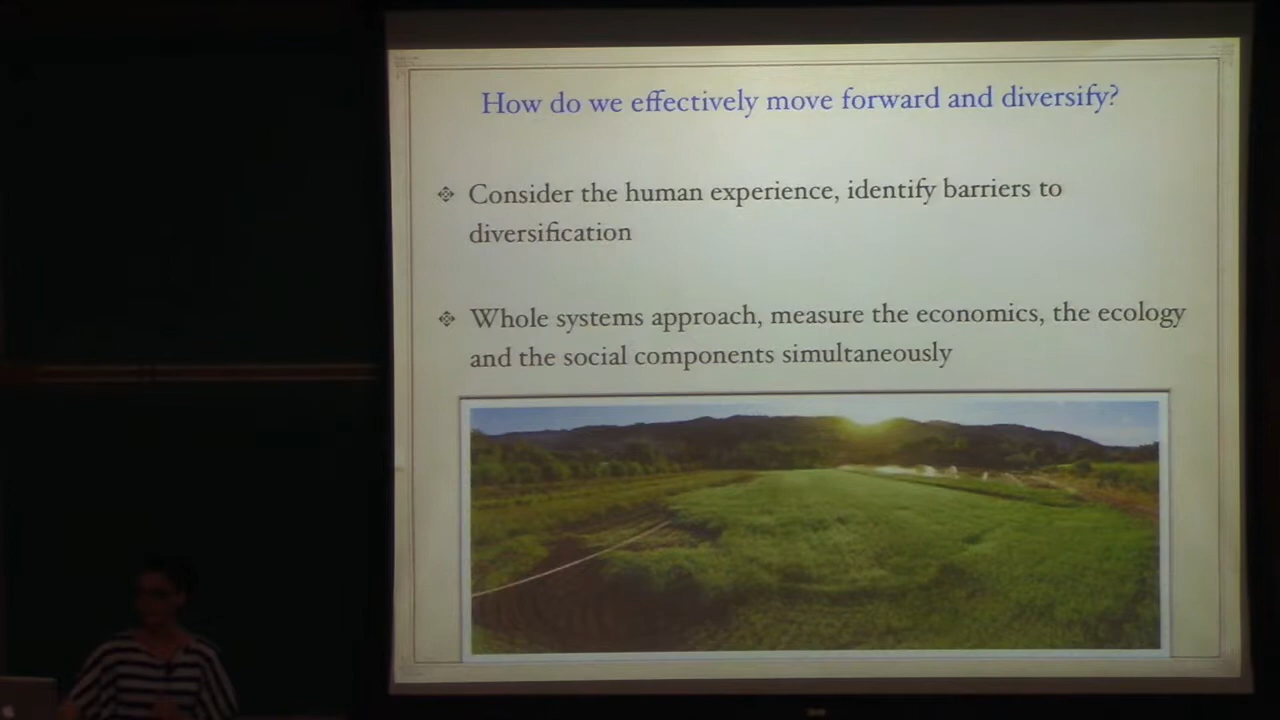 How do we effectively move forward and diversify?
Consider the human experience, identify barriers to
diversification
Whole systems approach, measure the economics, the ecology
and the social components simultaneously